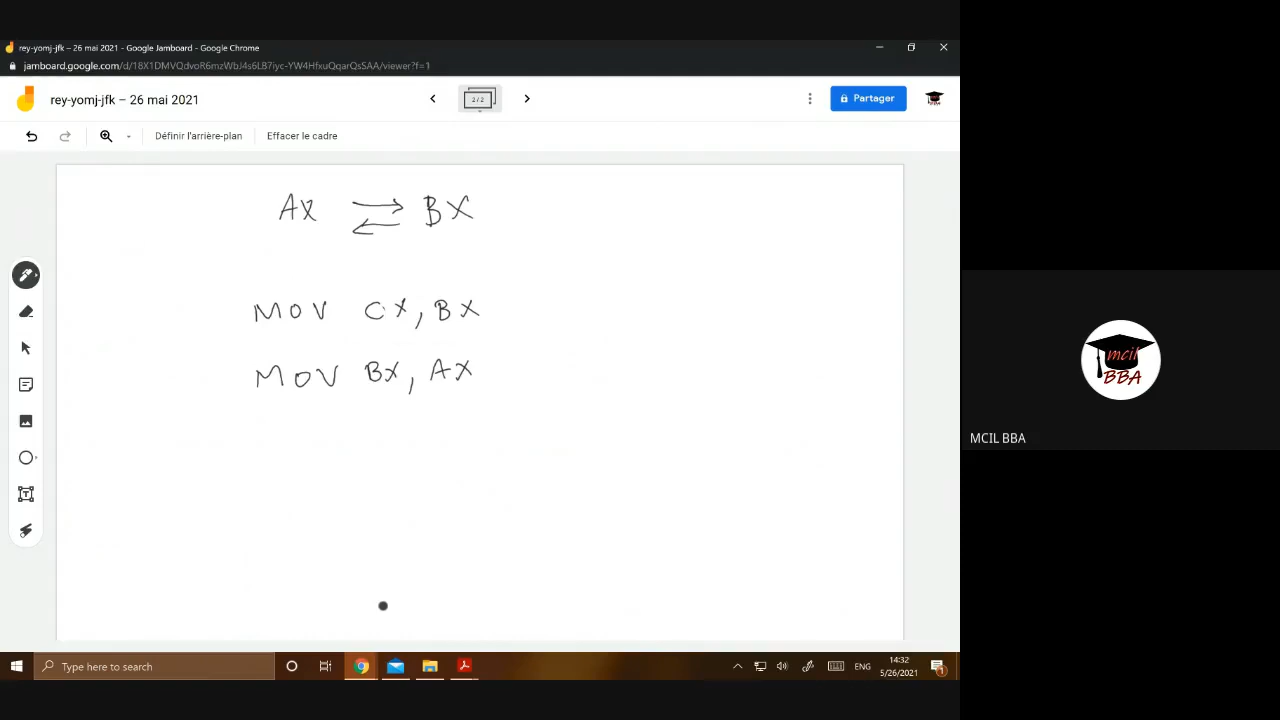 rey-yomj-jfk – 26 mai 2021 - Google Jamboard - Google Chrome
jamboard.google.com/d/18X1DMVQdvoR6mzWbJ4s6LB7iyc-YW4HfxuQqarQsSAA/viewer?f=1
rey-yomj-jfk – 26 mai 2021
2/2
Partager
Définir l'arrière-plan
Effacer le cadre
AX ⇄ BX
MOV CX, BX
MOV BX, AX
mcil
BBA
MCIL BBA
Type here to search
ENG
14:32
5/26/2021